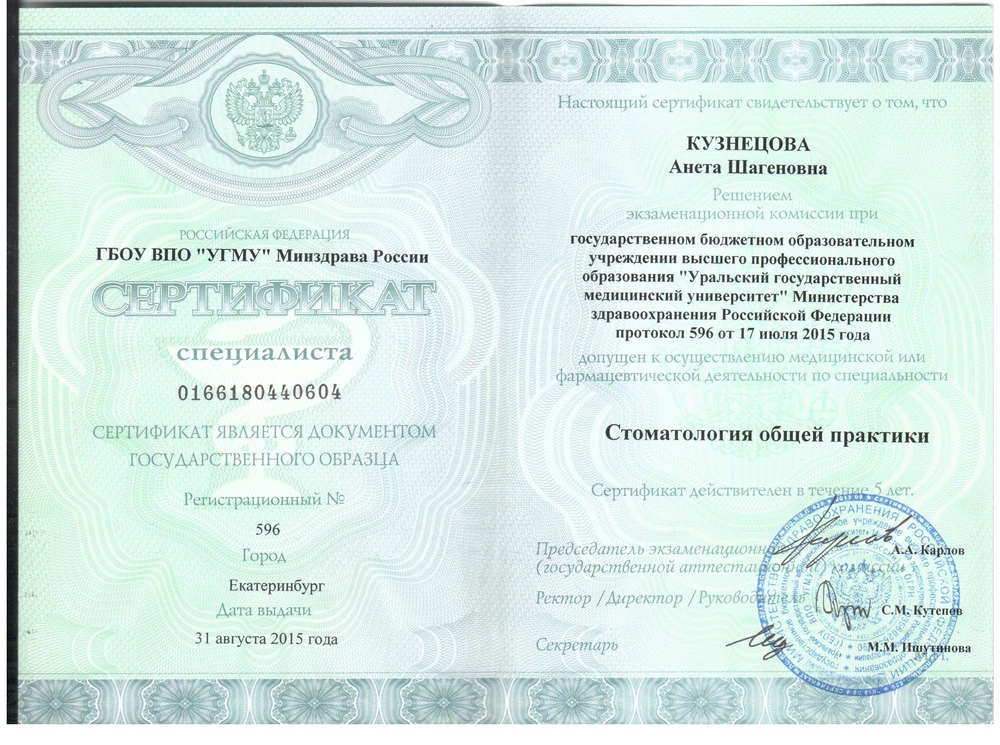 РОССИЙСКАЯ ФЕДЕРАЦИЯ
ГБОУ ВПО "УГМУ" Минздрава России
СЕРТИФИКАТ
специалиста
0166180440604
СЕРТИФИКАТ ЯВЛЯЕТСЯ ДОКУМЕНТОМ
ГОСУДАРСТВЕННОГО ОБРАЗЦА
Регистрационный №
596
Город
Екатеринбург
Дата выдачи
31 августа 2015 года
Настоящий сертификат свидетельствует о том, что
КУЗНЕЦОВА
Анета Шагеновна
Решением
экзаменационной комиссии при
государственном бюджетном образовательном
учреждении высшего профессионального
образования "Уральский государственный
медицинский университет" Министерства
здравоохранения Российской Федерации
протокол 596 от 17 июля 2015 года
допущен к осуществлению медицинской или
фармацевтической деятельности по специальности
Стоматология общей практики
Сертификат действителен в течение 5 лет.
Председатель экзаменационной
(государственной аттестационной) комиссии
А.А. Карлов
Ректор /Директор /Руководитель
С.М. Кутепов
Секретарь
М.М. Ишутинова